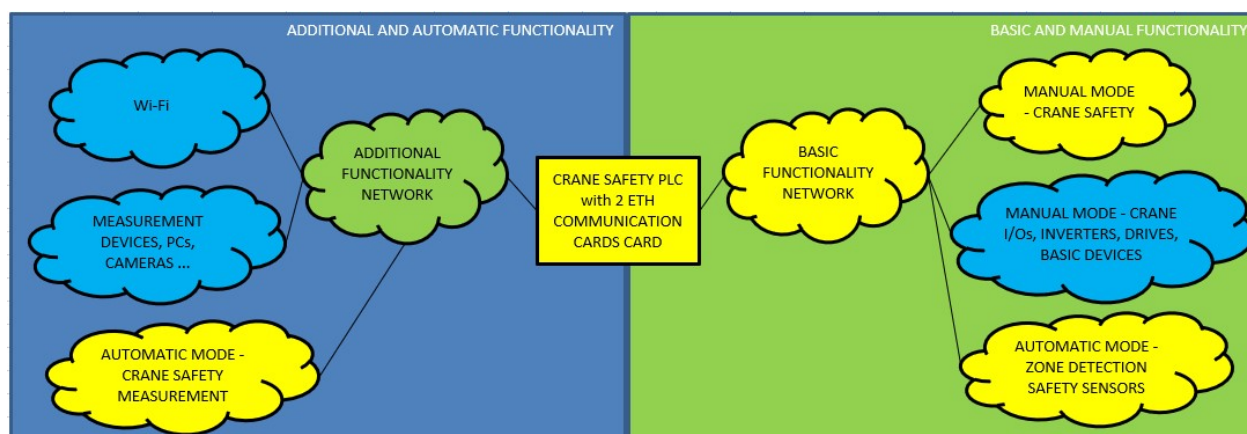 ADDITIONAL AND AUTOMATIC FUNCTIONALITY
BASIC AND MANUAL FUNCTIONALITY
Wi-Fi
MEASUREMENT
DEVICES, PCs,
CAMERAS ...
AUTOMATIC MODE -
CRANE SAFETY
MEASUREMENT
ADDITIONAL
FUNCTIONALITY
NETWORK
CRANE SAFETY PLC
with 2 ETH
COMMUNICATION
CARDS CARD
BASIC
FUNCTIONALITY
NETWORK
MANUAL MODE
- CRANE SAFETY
MANUAL MODE - CRANE
I/Os, INVERTERS, DRIVES,
BASIC DEVICES
AUTOMATIC MODE -
ZONE DETECTION
SAFETY SENSORS